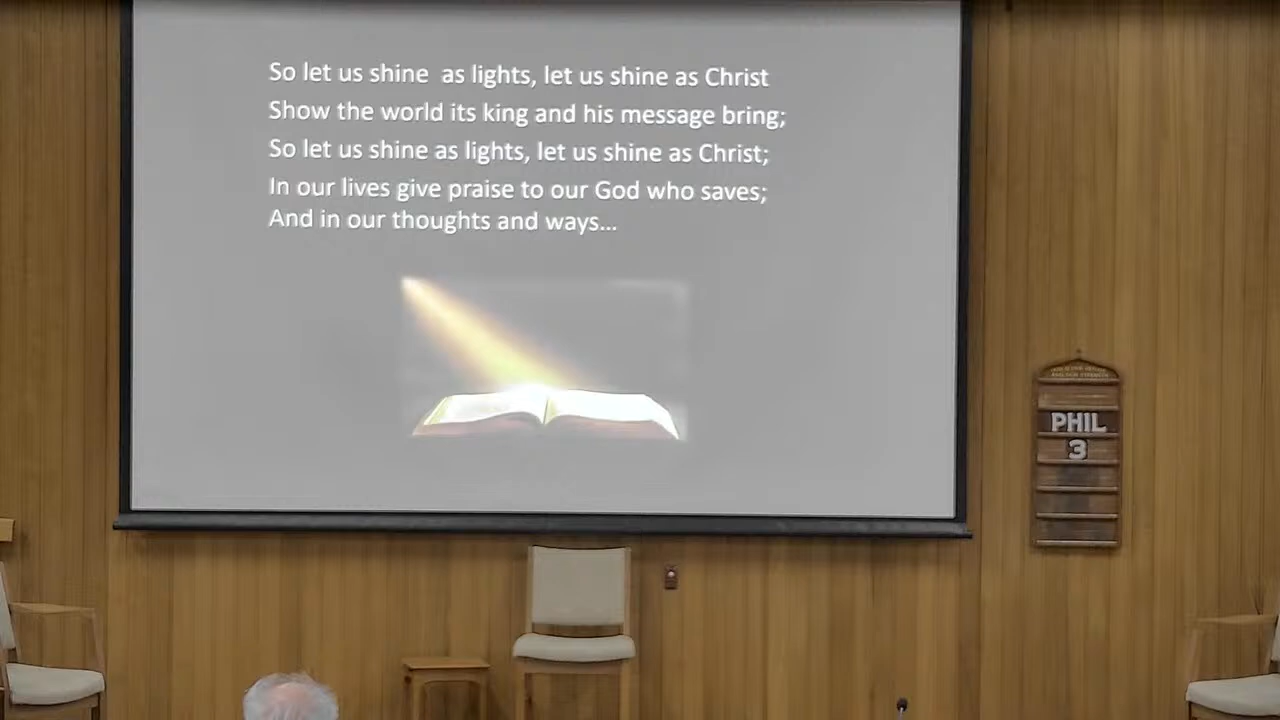 So let us shine  as lights, let us shine as Christ
Show the world its king and his message bring;
So let us shine as lights, let us shine as Christ;
In our lives give praise to our God who saves;
And in our thoughts and ways...
PHIL
3